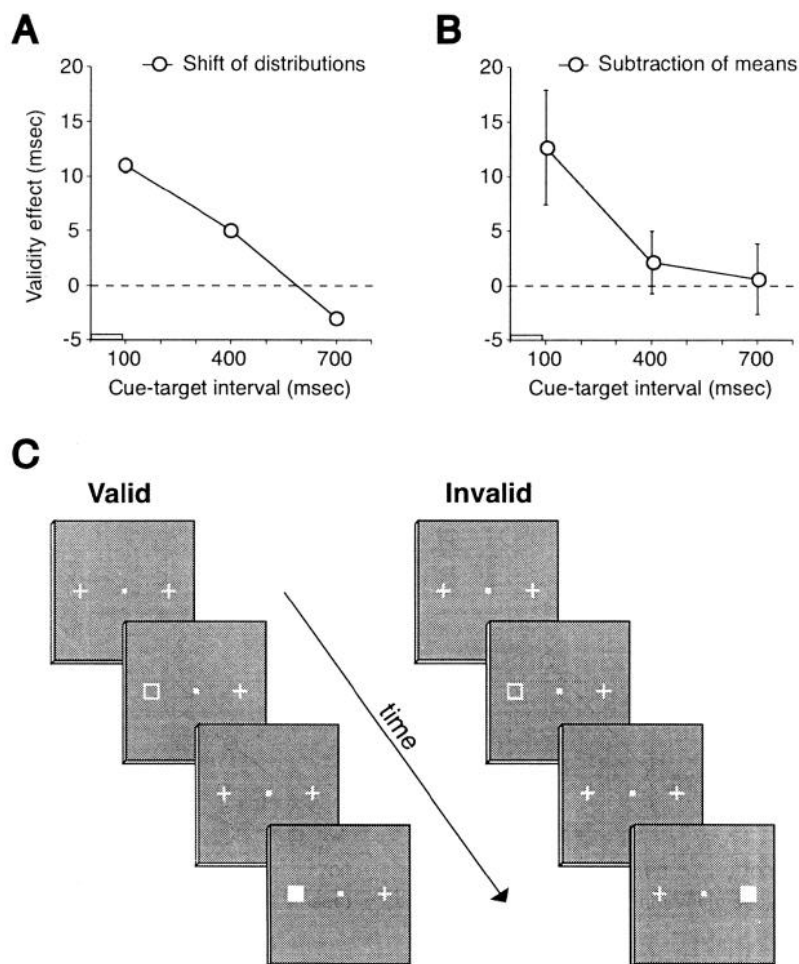 A
Shift of distributions
20
15
10
5
0
-5
Validity effect (msec)
100 400 700
Cue-target interval (msec)
B
Subtraction of means
20
15
10
5
0
-5
100 400 700
Cue-target interval (msec)
C
Valid Invalid
time